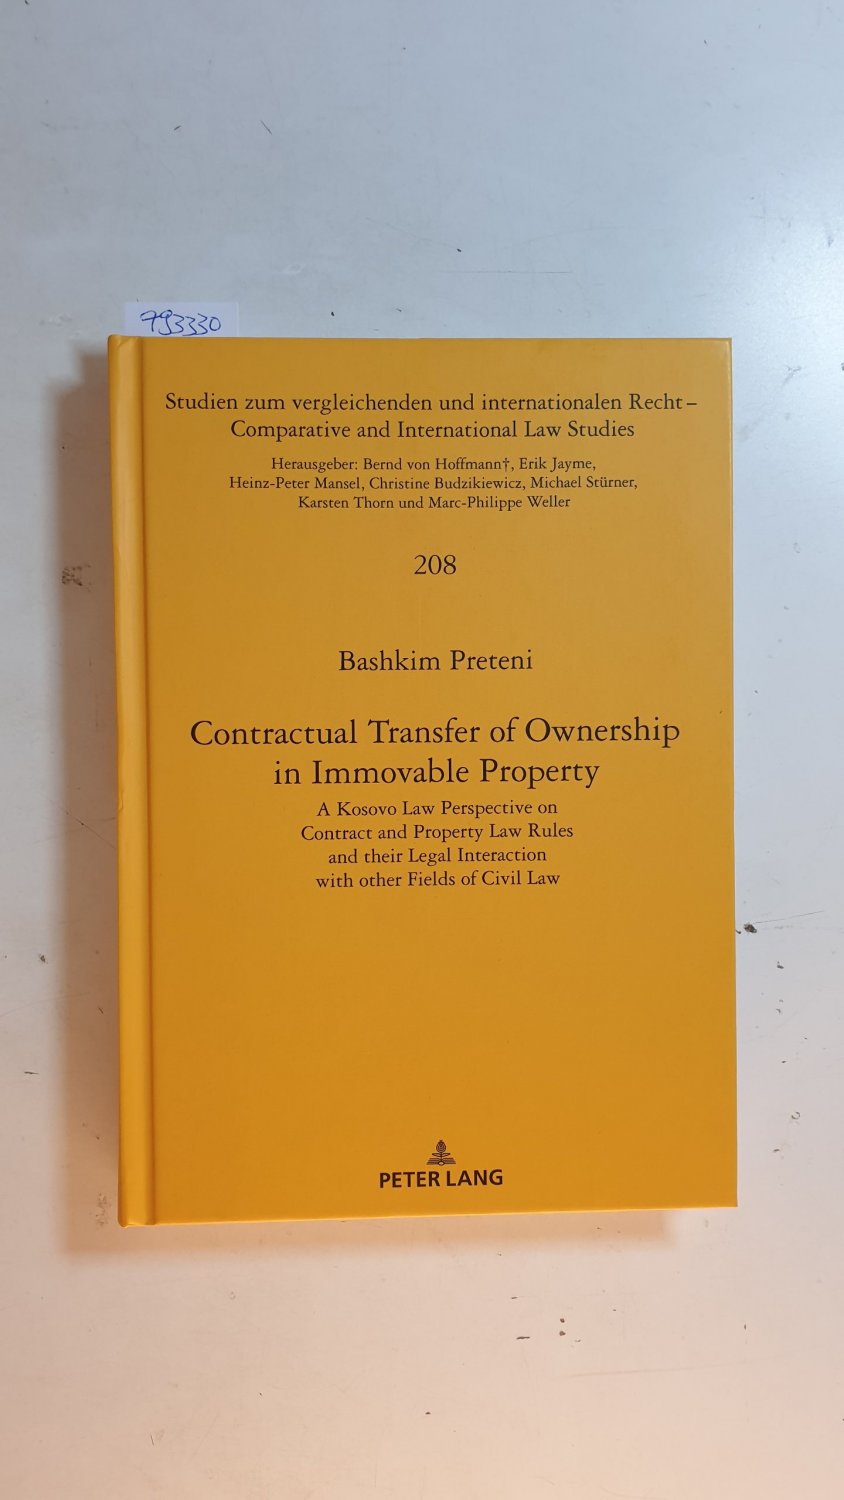 793330
Studien zum vergleichenden und internationalen Recht –
Comparative and International Law Studies
Herausgeber: Bernd von Hoffmann†, Erik Jayme,
Heinz-Peter Mansel, Christine Budzikiewicz, Michael Stürner,
Karsten Thorn und Marc-Philippe Weller
208
Bashkim Preteni
Contractual Transfer of Ownership
in Immovable Property
A Kosovo Law Perspective on
Contract and Property Law Rules
and their Legal Interaction
with other Fields of Civil Law
PETER LANG